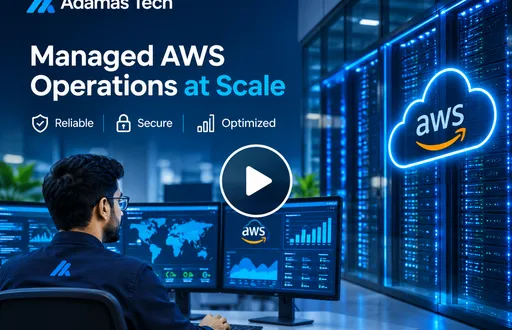 Adamas Tech
Managed AWS
Operations at Scale
Reliable
Secure
Optimized
aws
aws